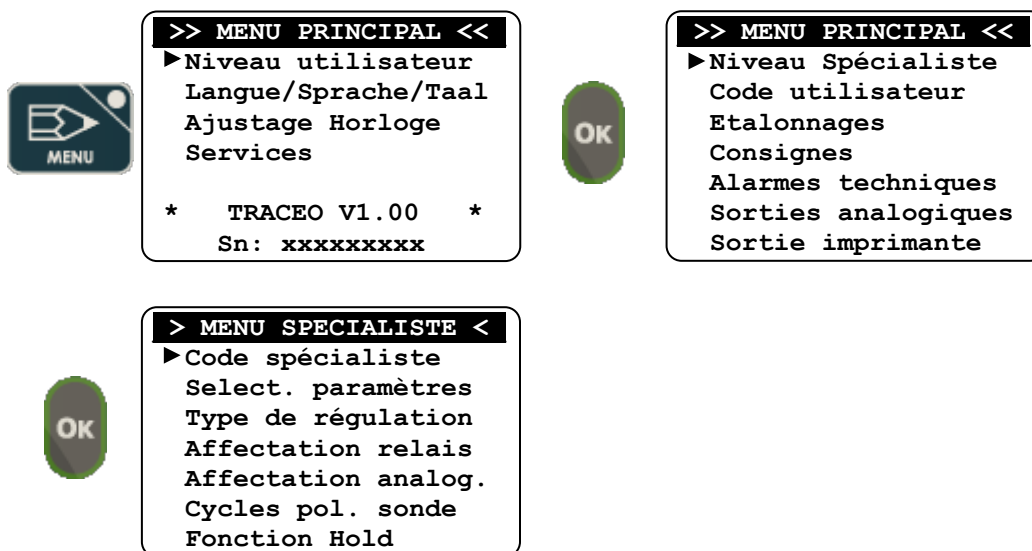 MENU
>> MENU PRINCIPAL <<
►Niveau utilisateur
Langue/Sprache/Taal
Ajustage Horloge
Services
* TRACEO V1.00 *
Sn: xxxxxxxxx
OK
>> MENU PRINCIPAL <<
►Niveau Spécialiste
Code utilisateur
Etalonnages
Consignes
Alarmes techniques
Sorties analogiques
Sortie imprimante
OK
> MENU SPECIALISTE <
►Code spécialiste
Select. paramètres
Type de régulation
Affectation relais
Affectation analog.
Cycles pol. sonde
Fonction Hold